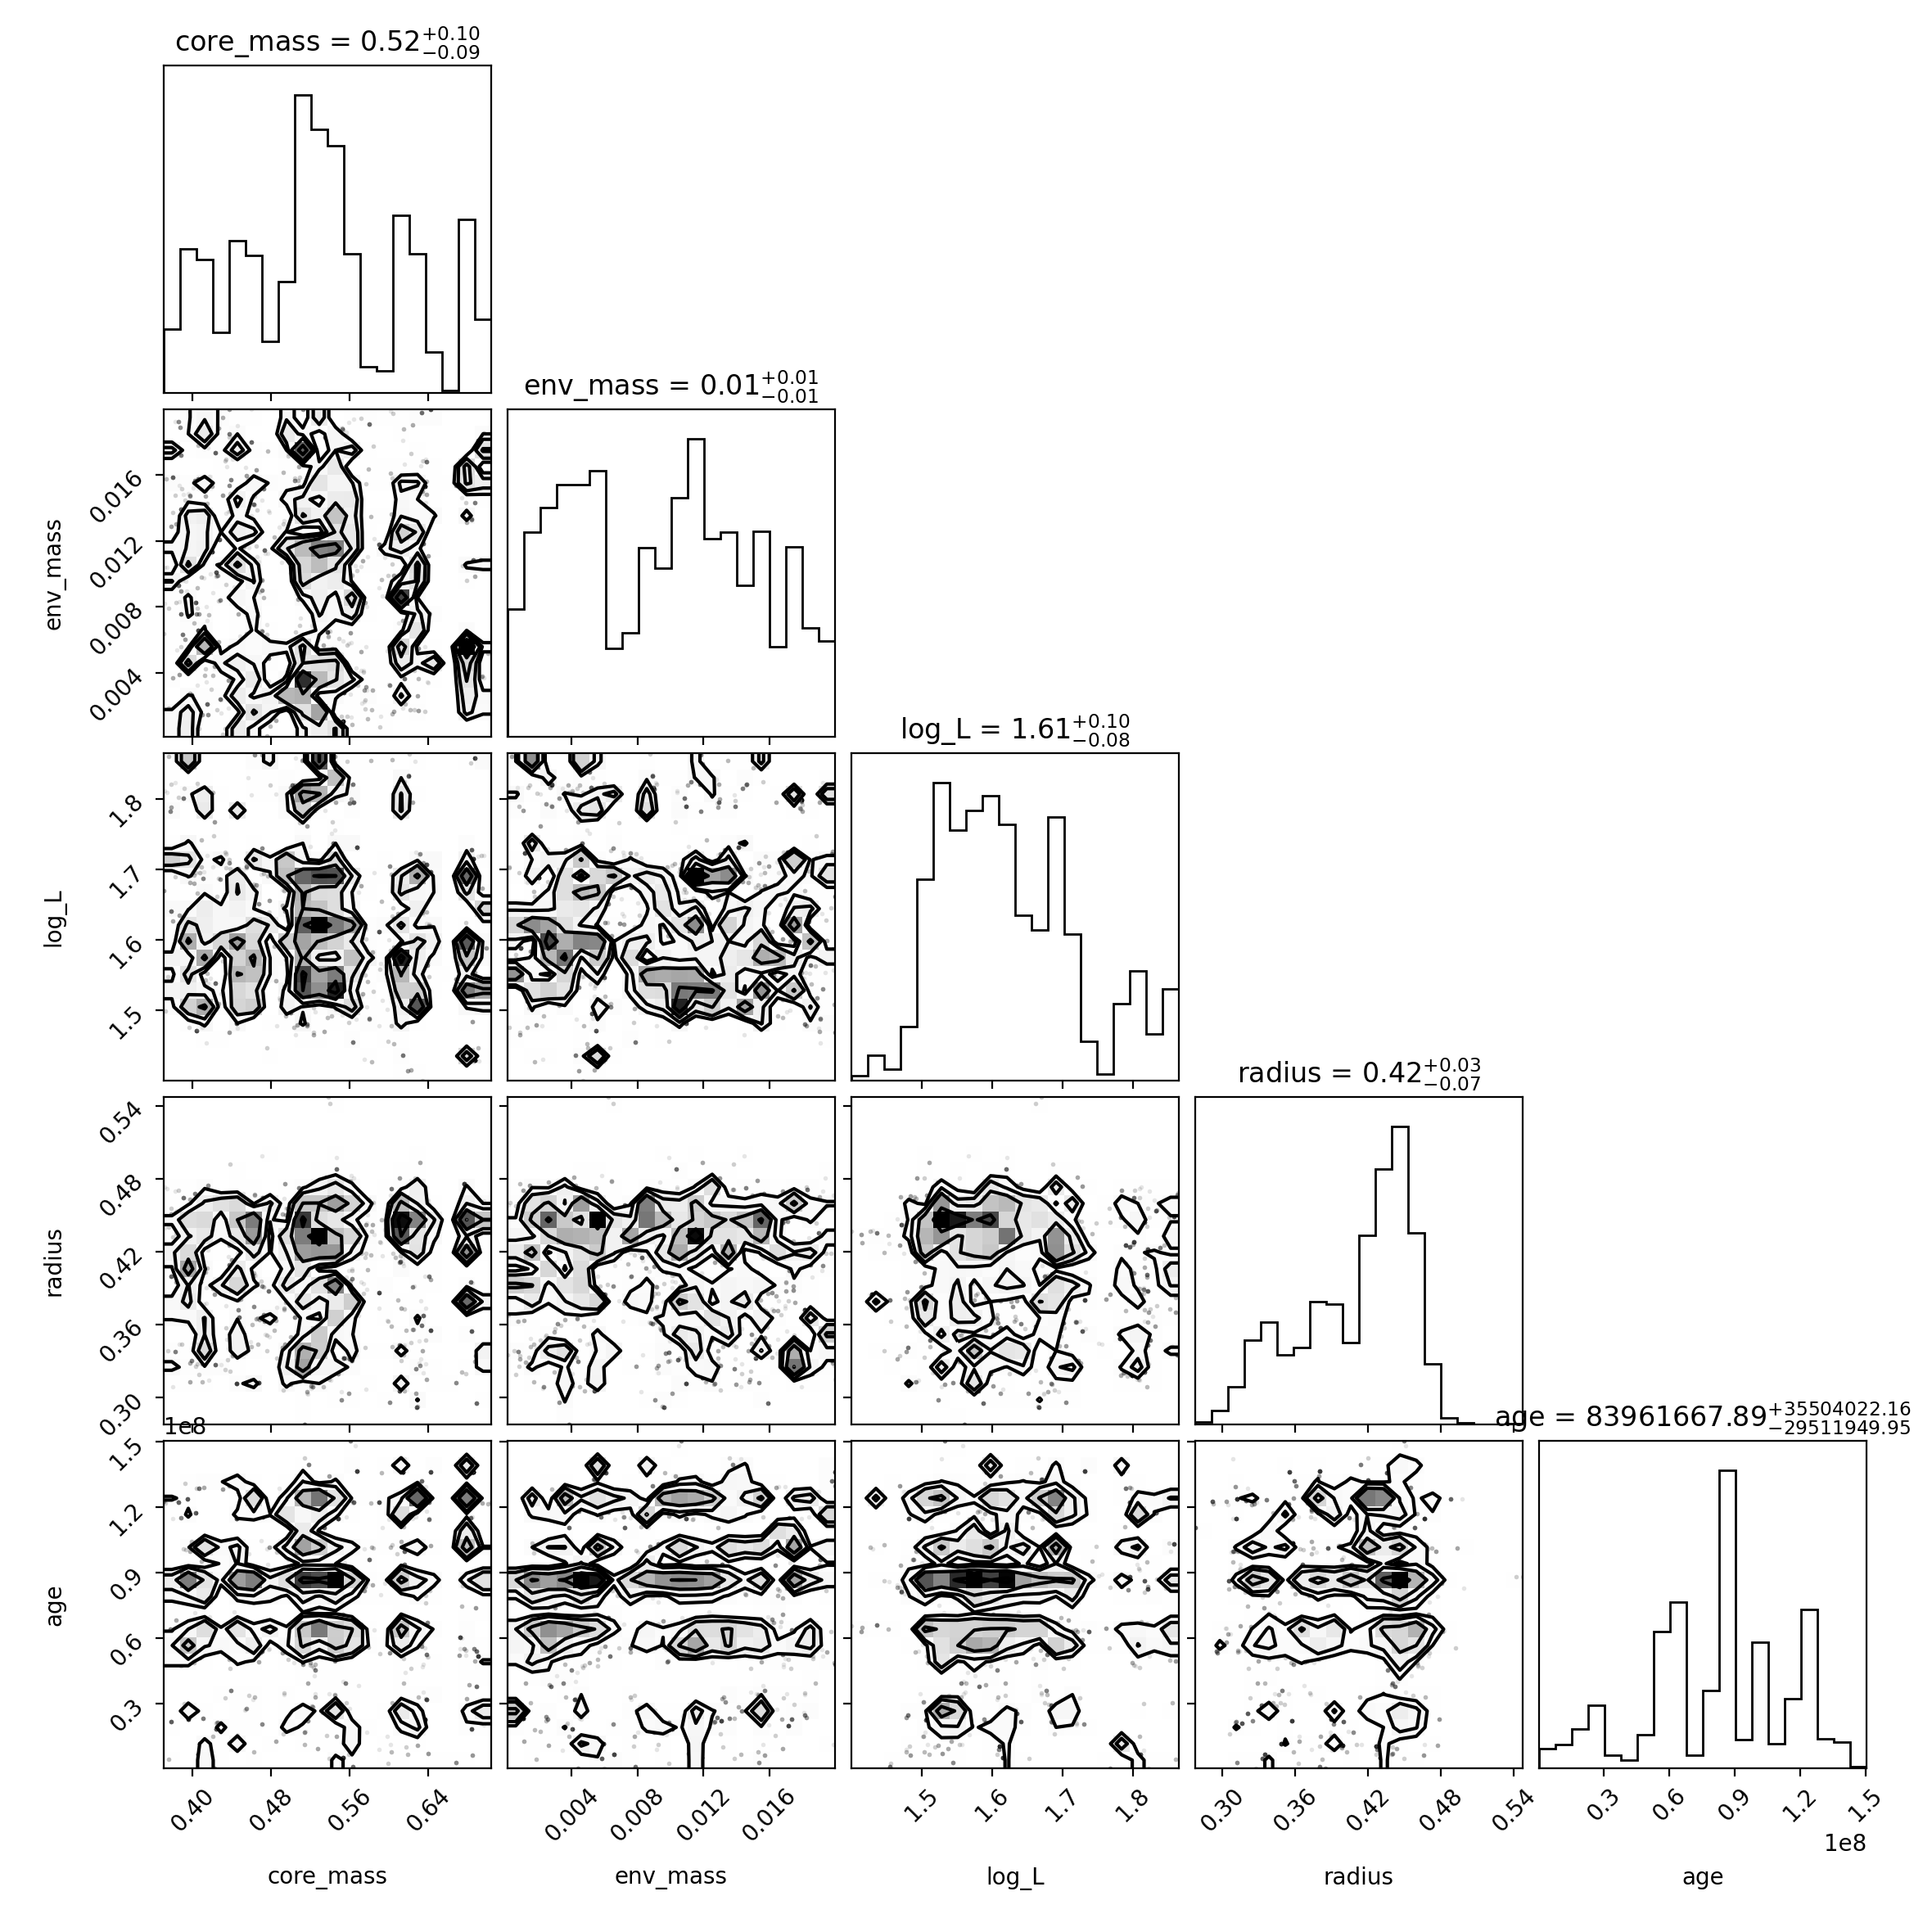 core_mass = 0.52+0.10 −0.09
env_mass = 0.01+0.01 −0.01
env_mass
0.016
0.012
0.008
0.004
log_L = 1.61+0.10 −0.08
log_L
1.8
1.7
1.6
1.5
radius = 0.42+0.03 −0.07
radius
0.54
0.48
0.42
0.36
0.30
age = 83961667.89+35504022.16 −29511949.95
1e8
age
1.5
1.2
0.9
0.6
0.3
0.40 0.48 0.56 0.64
0.004 0.008 0.012 0.016
1.5 1.6 1.7 1.8
0.30 0.36 0.42 0.48 0.54
0.3 0.6 0.9 1.2 1.5
1e8
core_mass env_mass log_L radius age